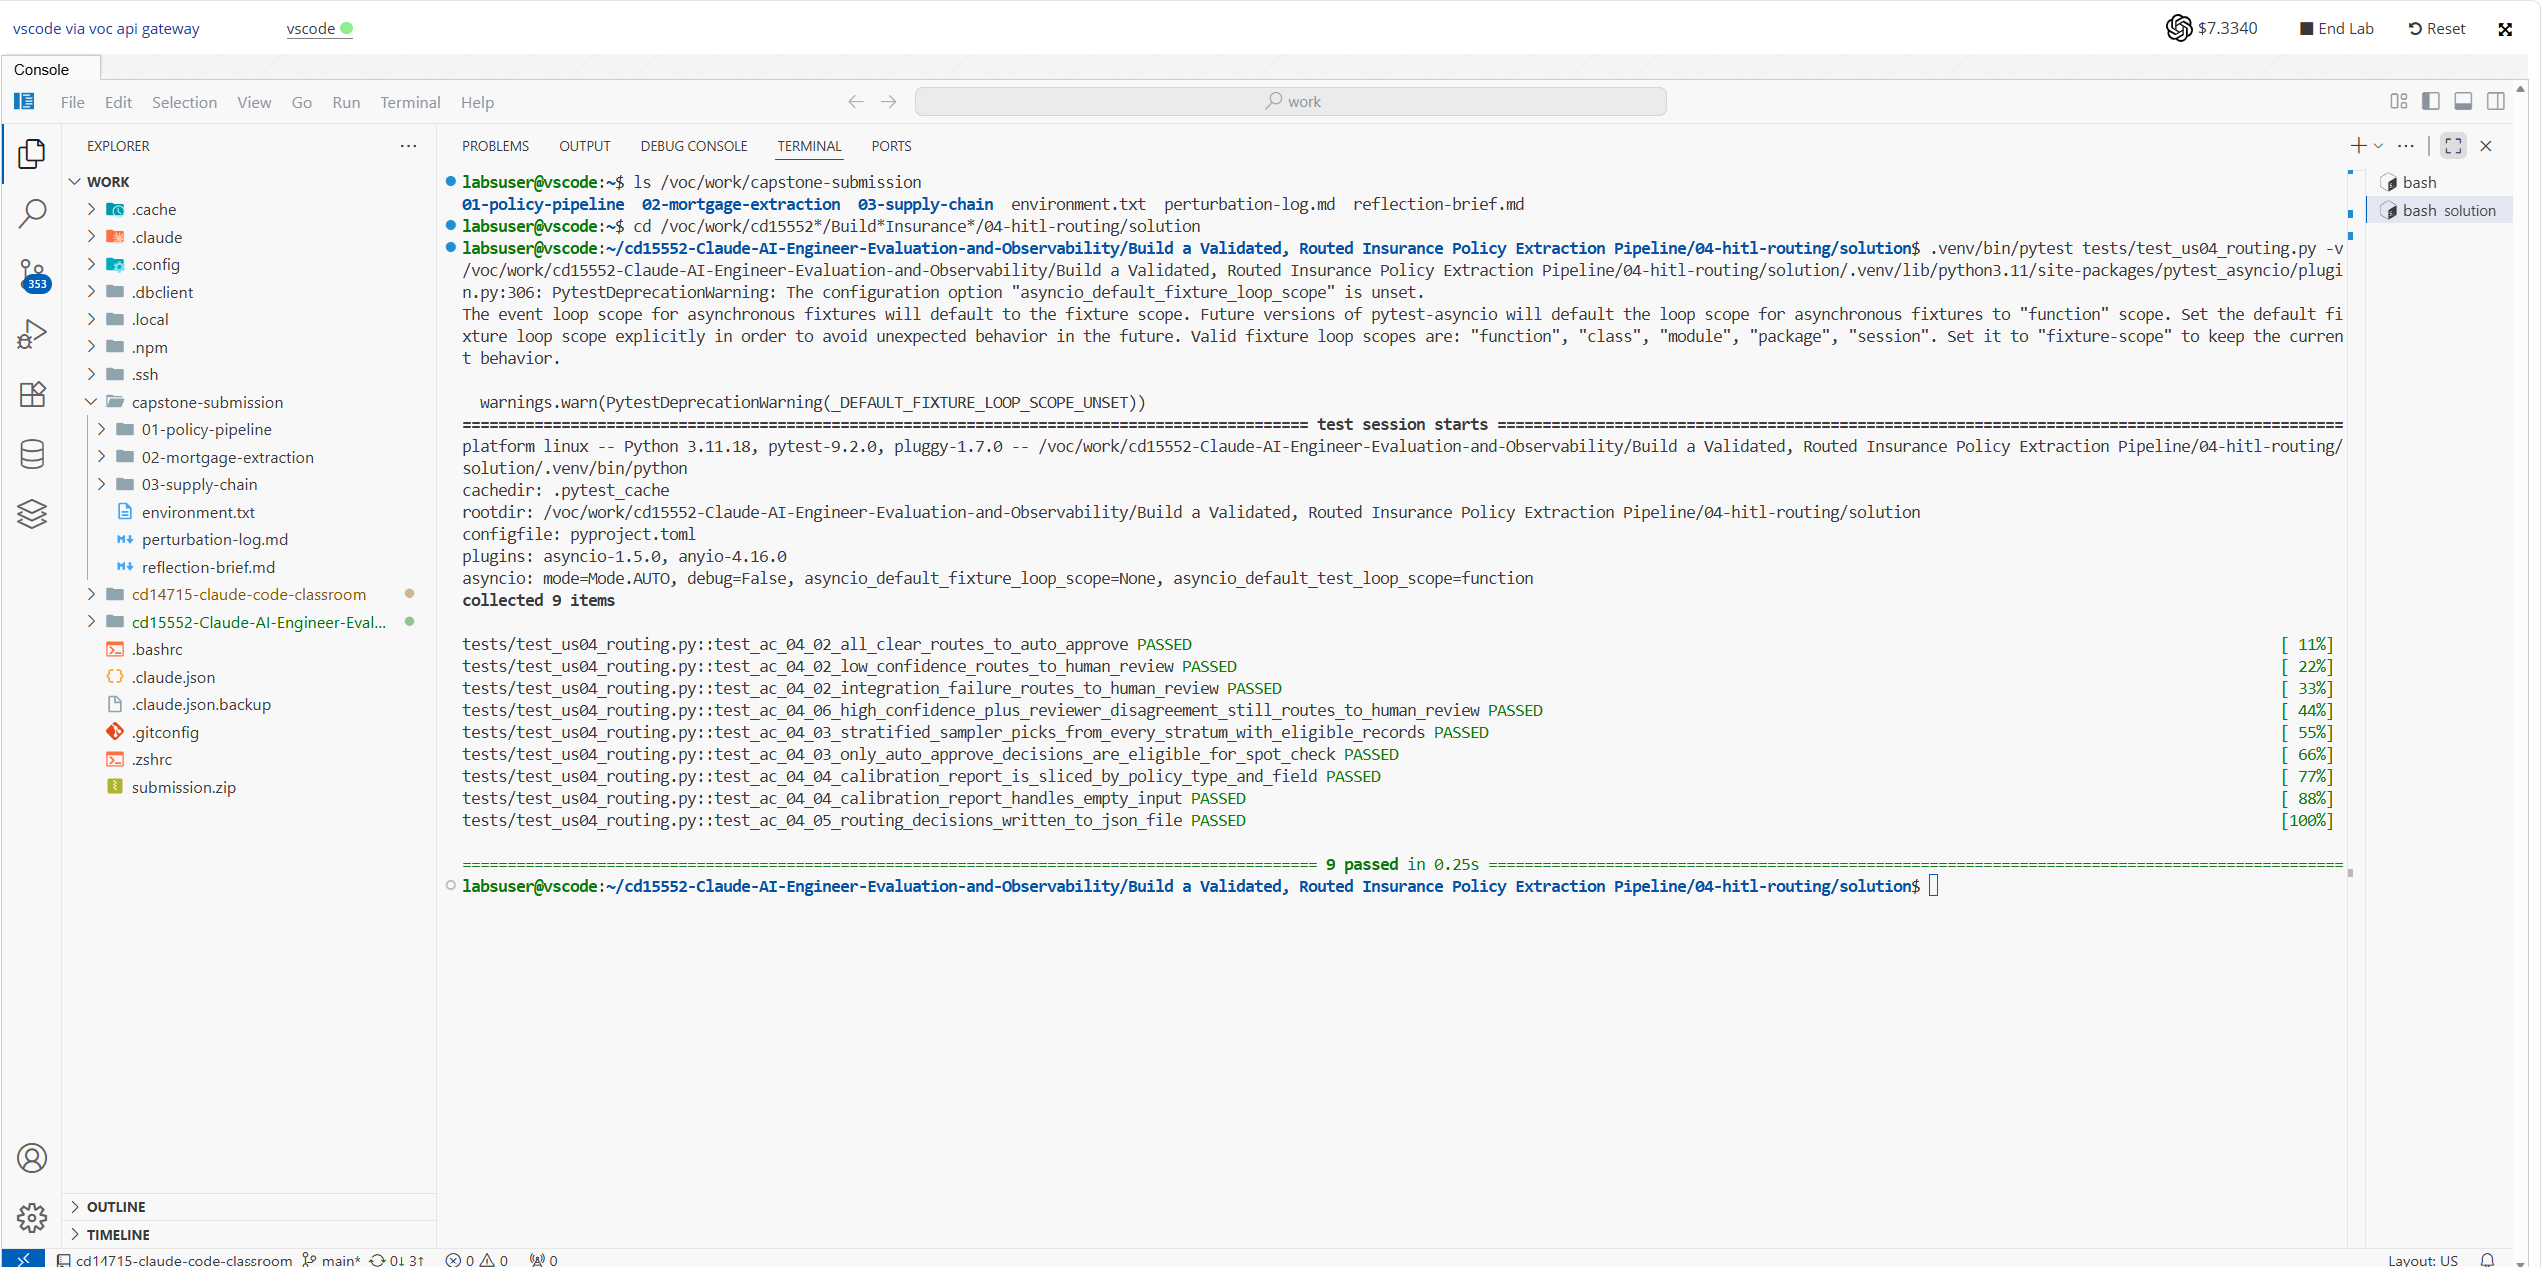 vscode via voc api gateway
vscode
$7.3340
End Lab
Reset
Console
File Edit Selection View Go Run Terminal Help
work
EXPLORER
PROBLEMS OUTPUT DEBUG CONSOLE TERMINAL PORTS
WORK
.cache
.claude
.config
.dbclient
.local
.npm
.ssh
capstone-submission
01-policy-pipeline
02-mortgage-extraction
03-supply-chain
environment.txt
perturbation-log.md
reflection-brief.md
cd14715-claude-code-classroom
cd15552-Claude-AI-Engineer-Eval...
.bashrc
.claude.json
.claude.json.backup
.gitconfig
.zshrc
submission.zip
353
OUTLINE
TIMELINE
labsuser@vscode:~$ ls /voc/work/capstone-submission
01-policy-pipeline 02-mortgage-extraction 03-supply-chain environment.txt perturbation-log.md reflection-brief.md
labsuser@vscode:~$ cd /voc/work/cd15552*/Build*Insurance*/04-hitl-routing/solution
labsuser@vscode:~/cd15552-Claude-AI-Engineer-Evaluation-and-Observability/Build a Validated, Routed Insurance Policy Extraction Pipeline/04-hitl-routing/solution$ .venv/bin/pytest tests/test_us04_routing.py -v
/voc/work/cd15552-Claude-AI-Engineer-Evaluation-and-Observability/Build a Validated, Routed Insurance Policy Extraction Pipeline/04-hitl-routing/solution/.venv/lib/python3.11/site-packages/pytest_asyncio/plugi
n.py:306: PytestDeprecationWarning: The configuration option "asyncio_default_fixture_loop_scope" is unset.
The event loop scope for asynchronous fixtures will default to the fixture scope. Future versions of pytest-asyncio will default the loop scope for asynchronous fixtures to "function" scope. Set the default fi
xture loop scope explicitly in order to avoid unexpected behavior in the future. Valid fixture loop scopes are: "function", "class", "module", "package", "session". Set it to "fixture-scope" to keep the curren
t behavior.
warnings.warn(PytestDeprecationWarning(_DEFAULT_FIXTURE_LOOP_SCOPE_UNSET))
test session starts
platform linux -- Python 3.11.18, pytest-9.2.0, pluggy-1.7.0 -- /voc/work/cd15552-Claude-AI-Engineer-Evaluation-and-Observability/Build a Validated, Routed Insurance Policy Extraction Pipeline/04-hitl-routing/
solution/.venv/bin/python
cachedir: .pytest_cache
rootdir: /voc/work/cd15552-Claude-AI-Engineer-Evaluation-and-Observability/Build a Validated, Routed Insurance Policy Extraction Pipeline/04-hitl-routing/solution
configfile: pyproject.toml
plugins: asyncio-1.5.0, anyio-4.16.0
asyncio: mode=Mode.AUTO, debug=False, asyncio_default_fixture_loop_scope=None, asyncio_default_test_loop_scope=function
collected 9 items
tests/test_us04_routing.py::test_ac_04_02_all_clear_routes_to_auto_approve PASSED [ 11%]
tests/test_us04_routing.py::test_ac_04_02_low_confidence_routes_to_human_review PASSED [ 22%]
tests/test_us04_routing.py::test_ac_04_02_integration_failure_routes_to_human_review PASSED [ 33%]
tests/test_us04_routing.py::test_ac_04_06_high_confidence_plus_reviewer_disagreement_still_routes_to_human_review PASSED [ 44%]
tests/test_us04_routing.py::test_ac_04_03_stratified_sampler_picks_from_every_stratum_with_eligible_records PASSED [ 55%]
tests/test_us04_routing.py::test_ac_04_03_only_auto_approve_decisions_are_eligible_for_spot_check PASSED [ 66%]
tests/test_us04_routing.py::test_ac_04_04_calibration_report_is_sliced_by_policy_type_and_field PASSED [ 77%]
tests/test_us04_routing.py::test_ac_04_04_calibration_report_handles_empty_input PASSED [ 88%]
tests/test_us04_routing.py::test_ac_04_05_routing_decisions_written_to_json_file PASSED [100%]
9 passed in 0.25s
labsuser@vscode:~/cd15552-Claude-AI-Engineer-Evaluation-and-Observability/Build a Validated, Routed Insurance Policy Extraction Pipeline/04-hitl-routing/solution$
bash
bash solution
cd14715-claude-code-classroom main* 0↓ 3↑ 0 0 0
Layout: US